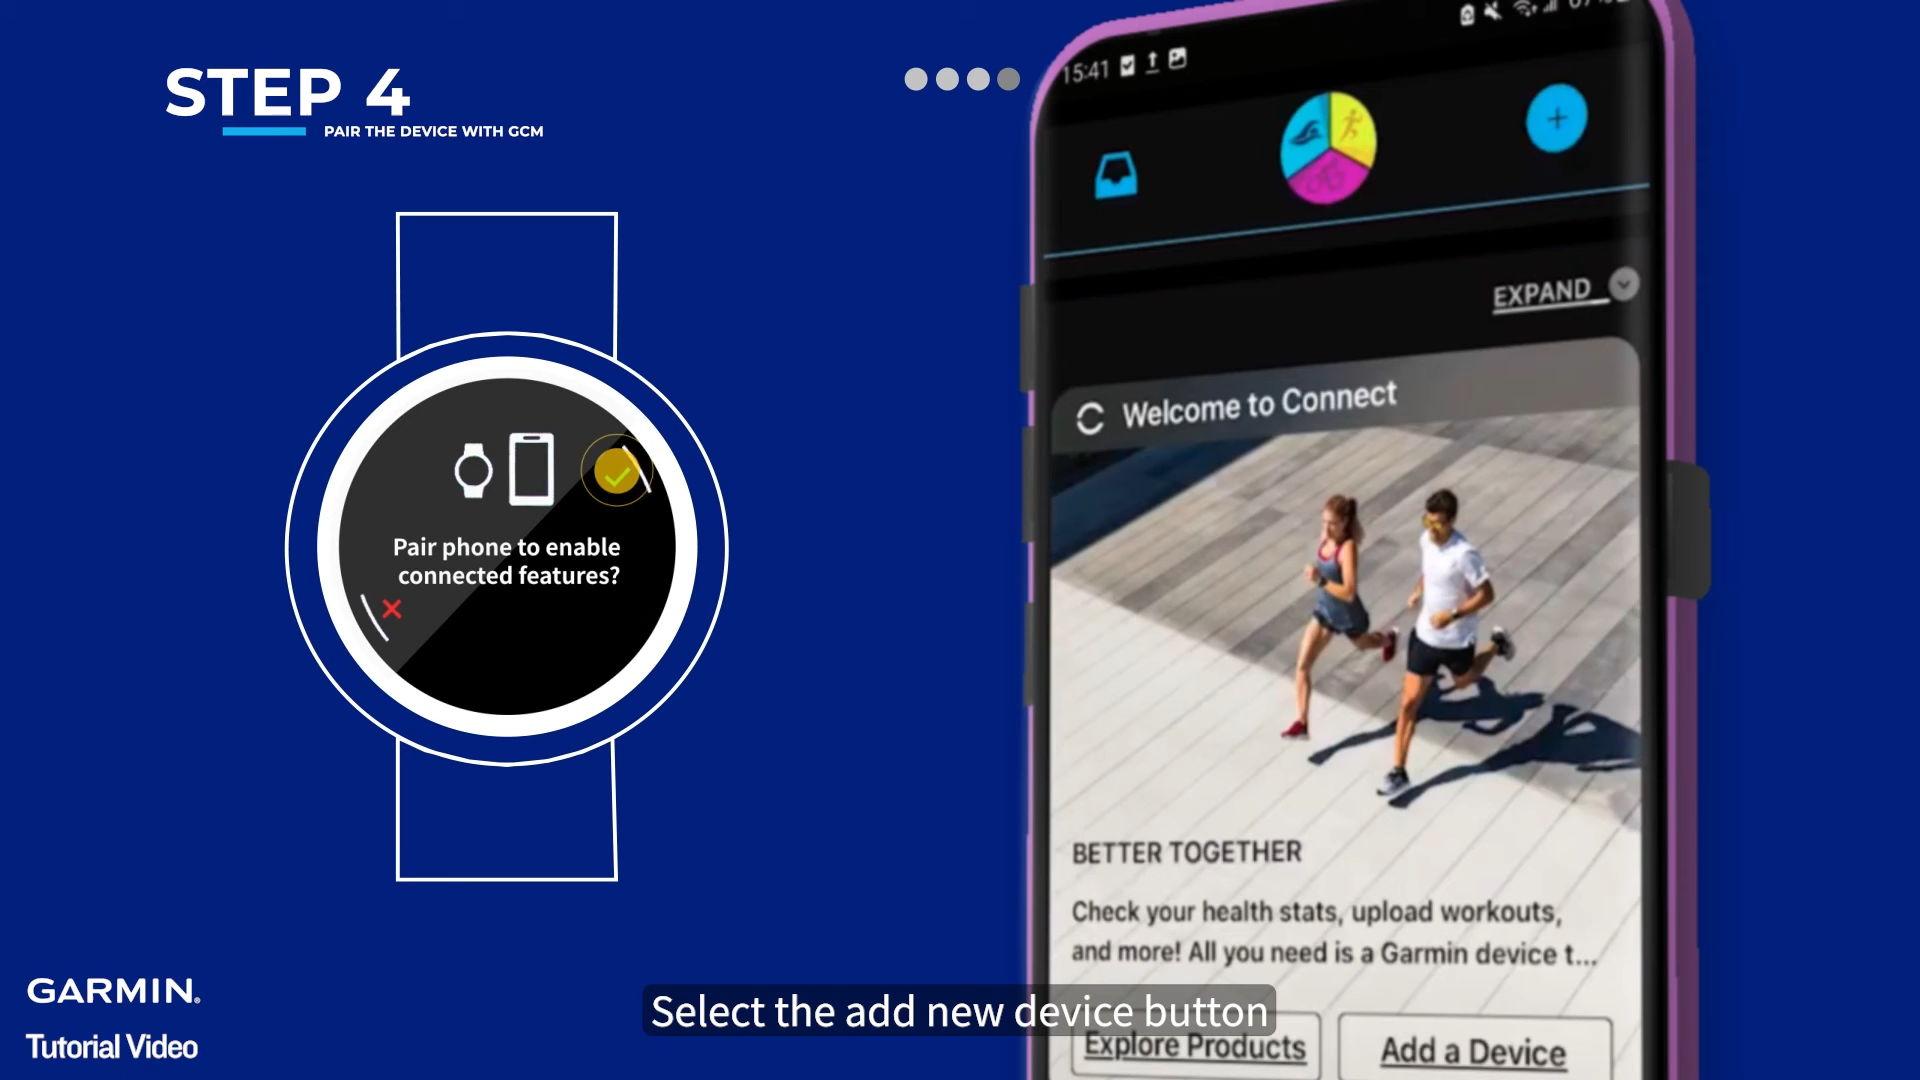 STEP 4
PAIR THE DEVICE WITH GCM
Pair phone to enable
connected features?
15:41
EXPAND
Welcome to Connect
BETTER TOGETHER
Check your health stats, upload workouts,
and more! All you need is a Garmin device t...
Explore Products
Add a Device
Select the add new device button
GARMIN®
Tutorial Video